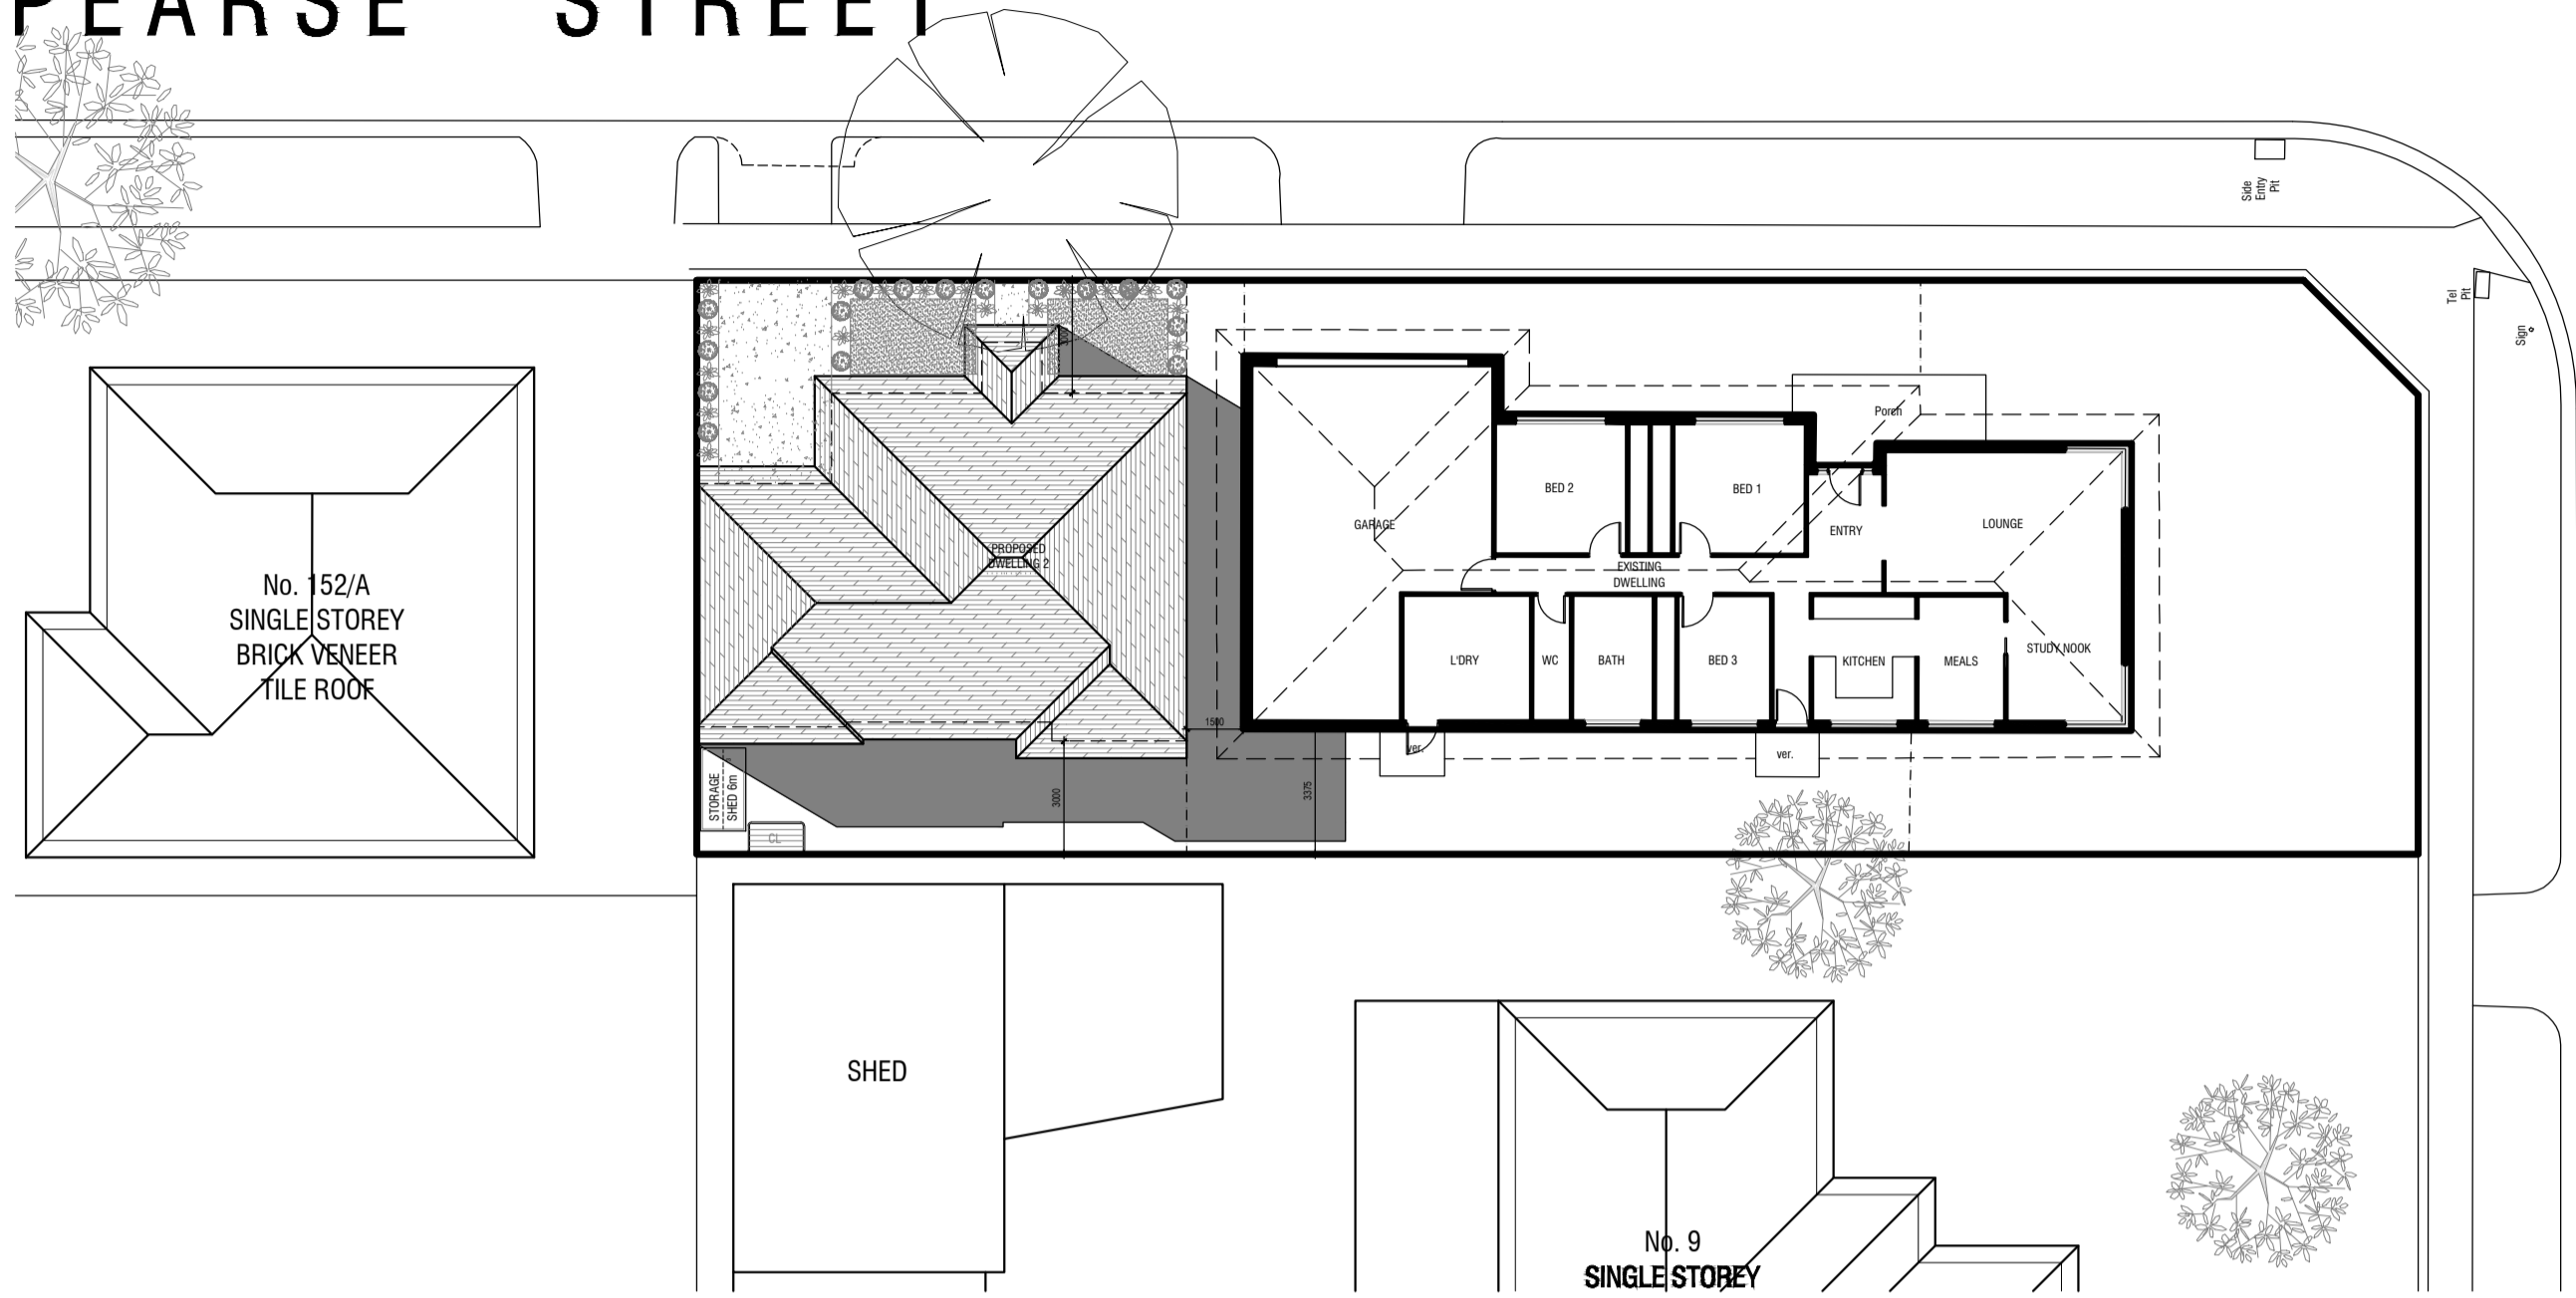 PEARSE STREET
Side
Entry
Pit
Tel
Pit
Sign
Porch
BED 2
BED 1
GARAGE
ENTRY
LOUNGE
PROPOSED
DWELLING 2
EXISTING
DWELLING
No. 152/A
SINGLE STOREY
BRICK VENEER
TILE ROOF
L'DRY
WC
BATH
BED 3
KITCHEN
MEALS
STUDY NOOK
1500
ver.
ver.
STORAGE
SHED 6m
3000
3375
CL
SHED
No. 9
SINGLE STOREY